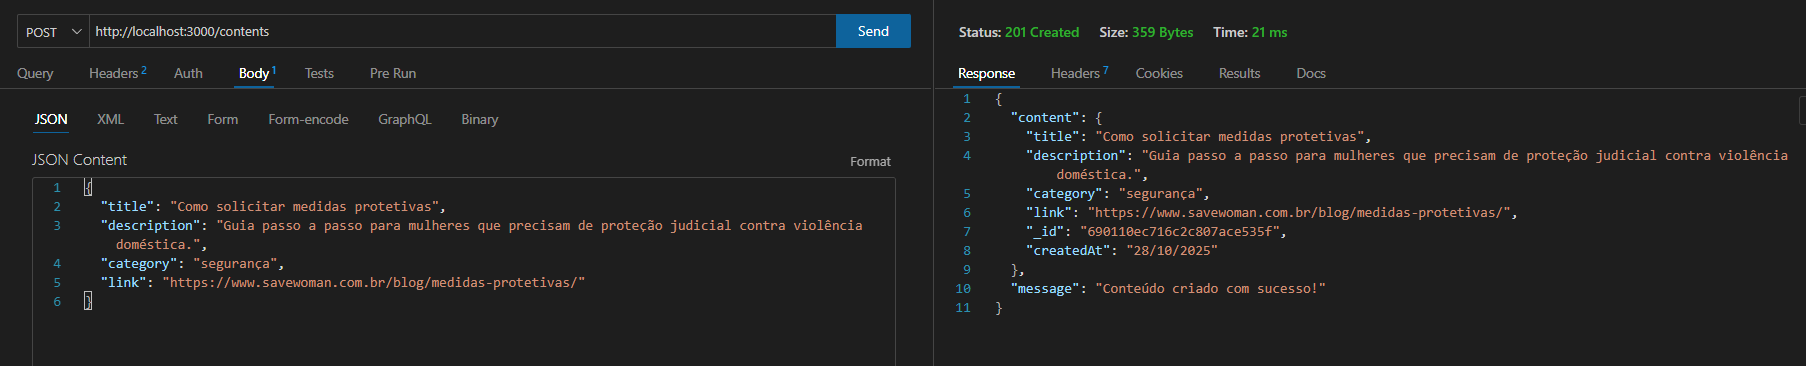 POST
http://localhost:3000/contents
Send
Query
Headers 2
Auth
Body 1
Tests
Pre Run
JSON
XML
Text
Form
Form-encode
GraphQL
Binary
JSON Content
Format
1 {
2 "title": "Como solicitar medidas protetivas",
3 "description": "Guia passo a passo para mulheres que precisam de proteção judicial contra violência
doméstica.",
4 "category": "segurança",
5 "link": "https://www.savewoman.com.br/blog/medidas-protetivas/"
6 }
Status: 201 Created Size: 359 Bytes Time: 21 ms
Response
Headers 7
Cookies
Results
Docs
1 {
2 "content": {
3 "title": "Como solicitar medidas protetivas",
4 "description": "Guia passo a passo para mulheres que precisam de proteção judicial contra violência
doméstica.",
5 "category": "segurança",
6 "link": "https://www.savewoman.com.br/blog/medidas-protetivas/",
7 "_id": "690110ec716c2c807ace535f",
8 "createdAt": "28/10/2025"
9 },
10 "message": "Conteúdo criado com sucesso!"
11 }